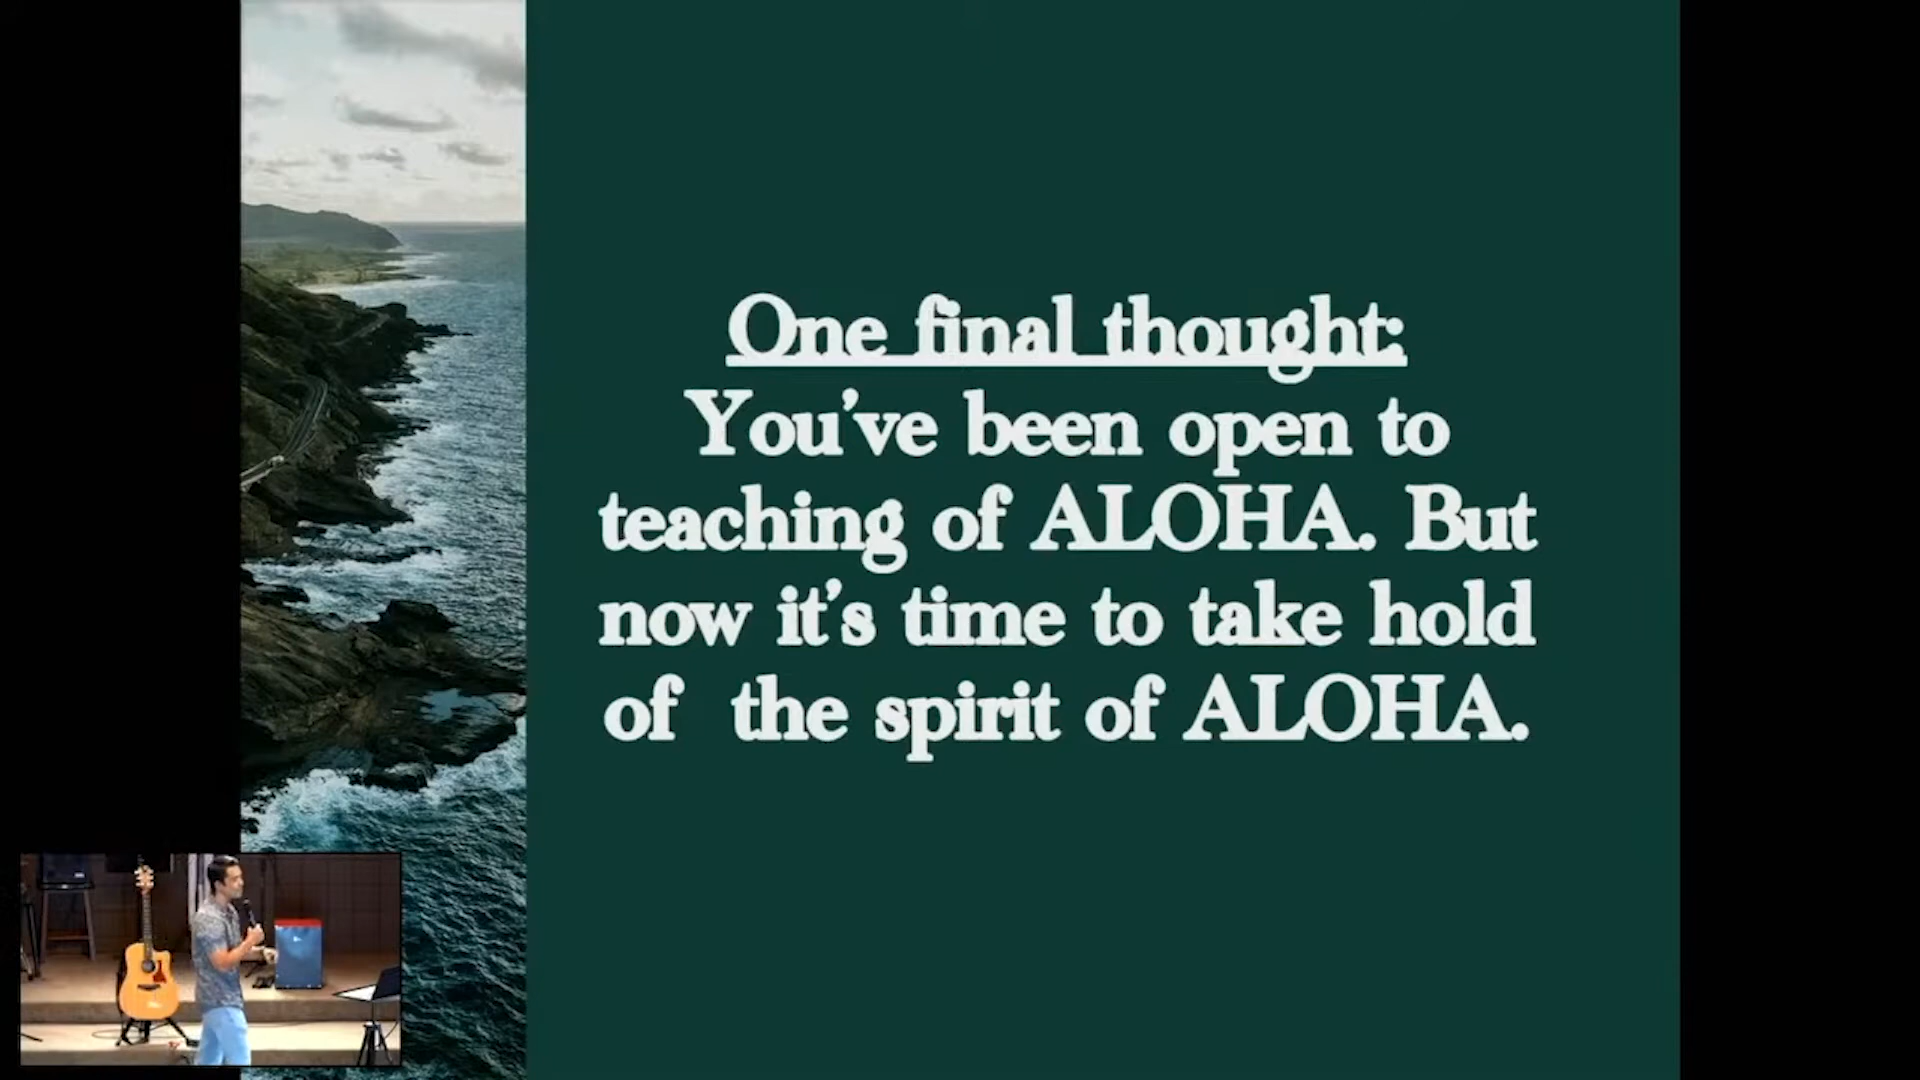 One final thought:
You've been open to
teaching of ALOHA. But
now it's time to take hold
of  the spirit of ALOHA.